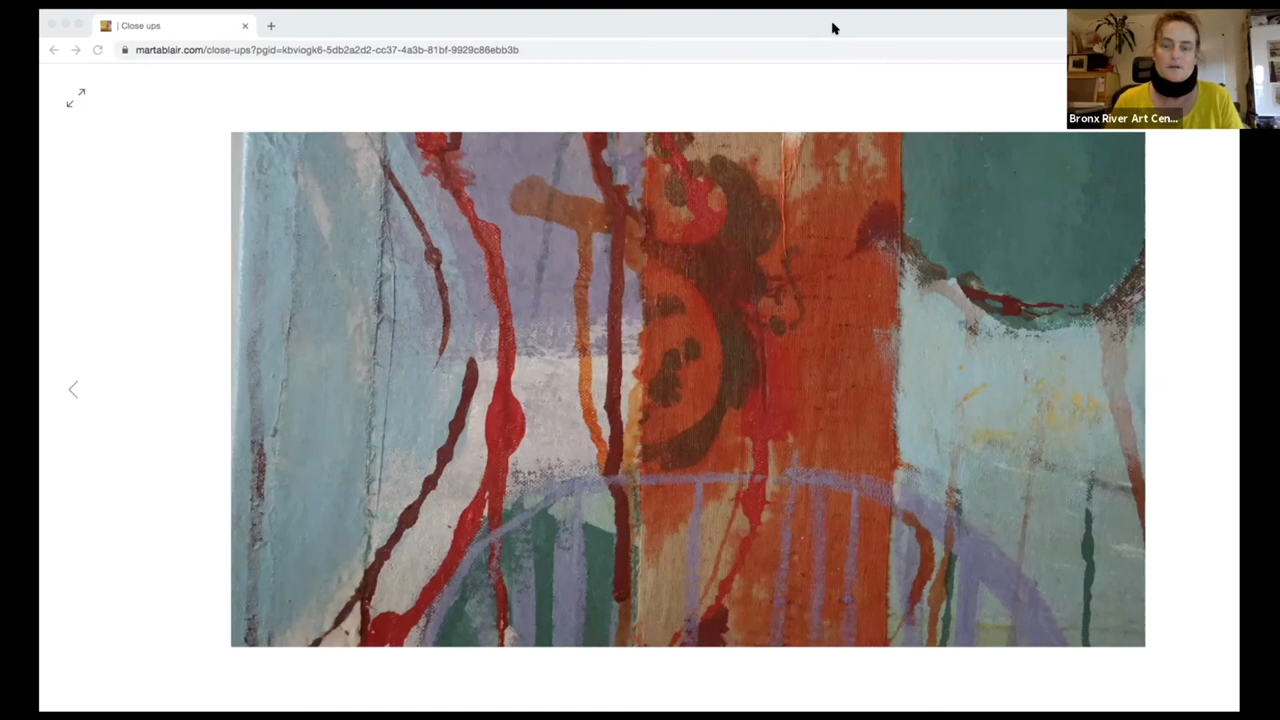 | Close ups
martablair.com/close-ups?pgid=kbviogk6-5db2a2d2-cc37-4a3b-81bf-9929c86ebb3b
Bronx River Art Cen...